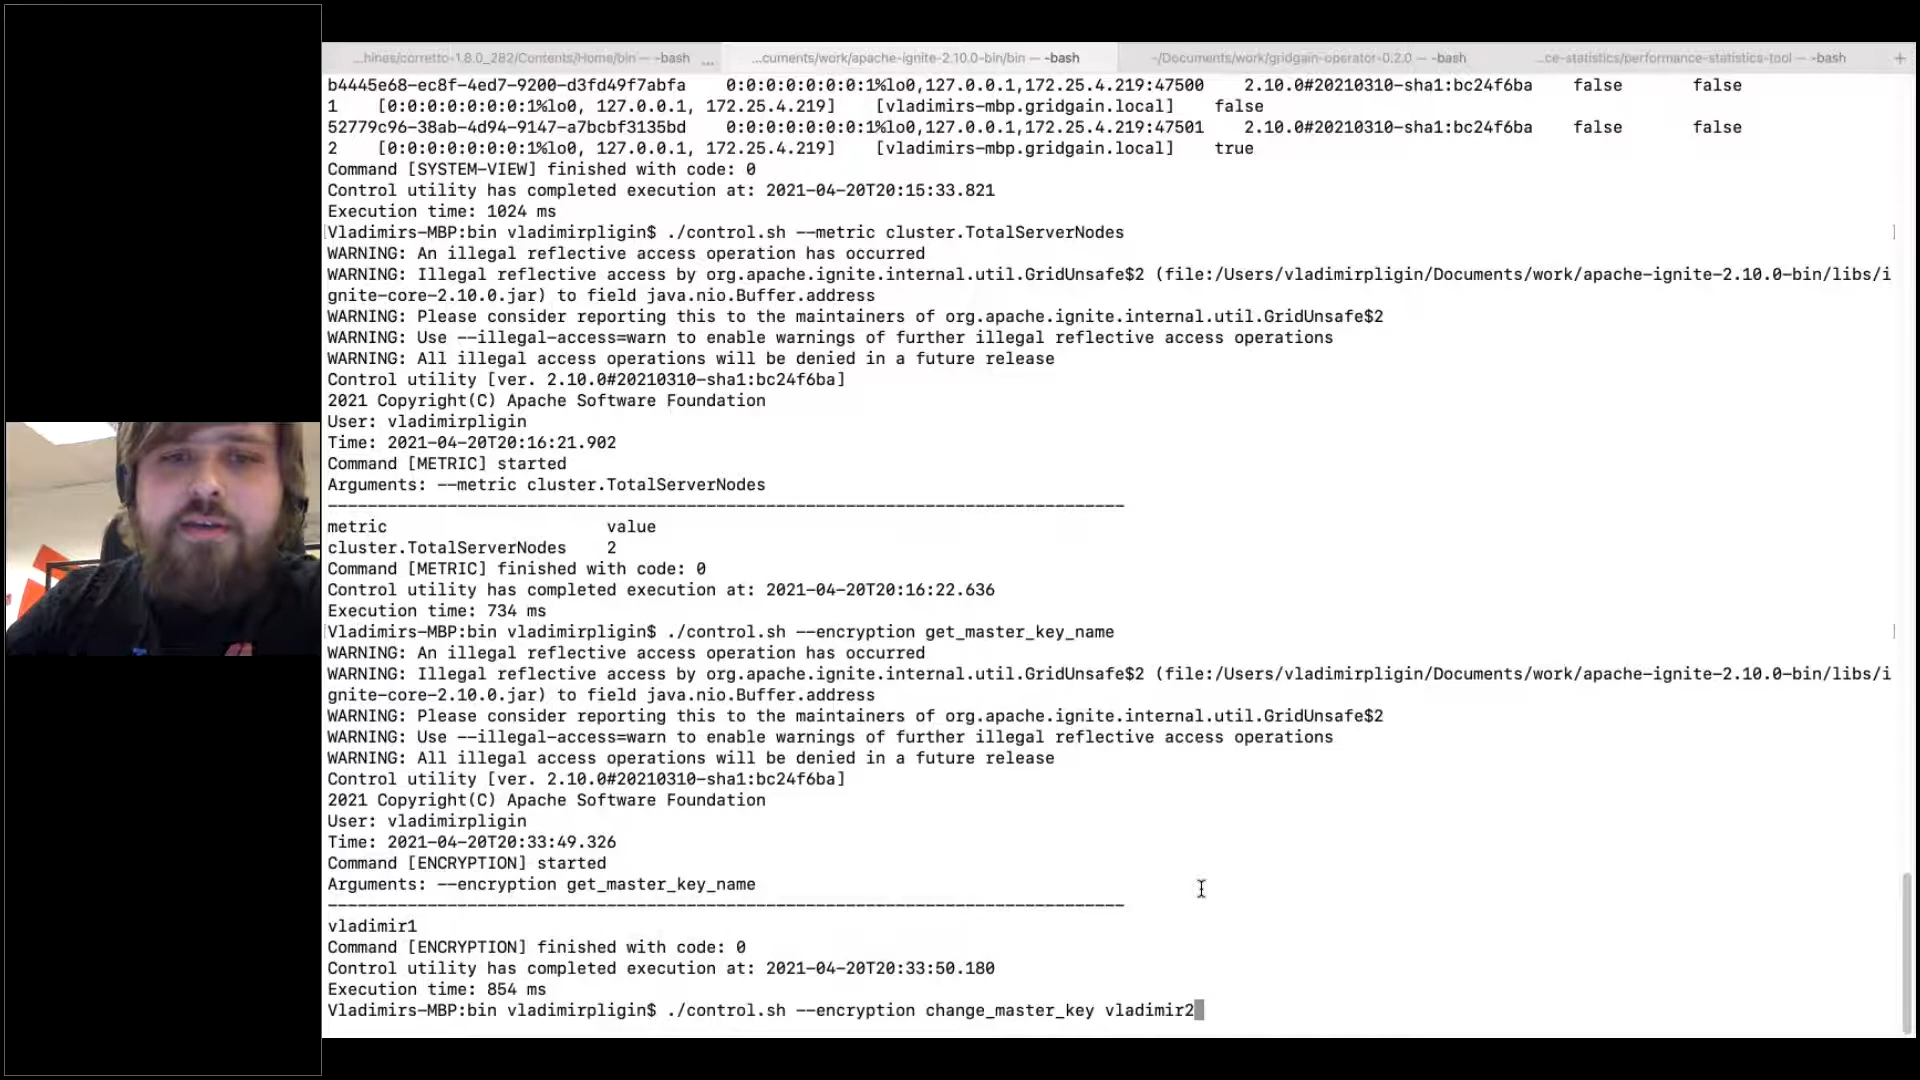 ...hines/corretto-1.8.0_282/Contents/Home/bin — -bash ... ...cuments/work/apache-ignite-2.10.0-bin/bin — -bash ~/Documents/work/gridgain-operator-0.2.0 — -bash ...ce-statistics/performance-statistics-tool — -bash +
b4445e68-ec8f-4ed7-9200-d3fd49f7abfa 0:0:0:0:0:0:0:1%lo0,127.0.0.1,172.25.4.219:47500 2.10.0#20210310-sha1:bc24f6ba false false
1 [0:0:0:0:0:0:0:1%lo0, 127.0.0.1, 172.25.4.219] [vladimirs-mbp.gridgain.local] false
52779c96-38ab-4d94-9147-a7bcbf3135bd 0:0:0:0:0:0:0:1%lo0,127.0.0.1,172.25.4.219:47501 2.10.0#20210310-sha1:bc24f6ba false false
2 [0:0:0:0:0:0:0:1%lo0, 127.0.0.1, 172.25.4.219] [vladimirs-mbp.gridgain.local] true
Command [SYSTEM-VIEW] finished with code: 0
Control utility has completed execution at: 2021-04-20T20:15:33.821
Execution time: 1024 ms
[Vladimirs-MBP:bin vladimirpligin$ ./control.sh --metric cluster.TotalServerNodes ]
WARNING: An illegal reflective access operation has occurred
WARNING: Illegal reflective access by org.apache.ignite.internal.util.GridUnsafe$2 (file:/Users/vladimirpligin/Documents/work/apache-ignite-2.10.0-bin/libs/i
gnite-core-2.10.0.jar) to field java.nio.Buffer.address
WARNING: Please consider reporting this to the maintainers of org.apache.ignite.internal.util.GridUnsafe$2
WARNING: Use --illegal-access=warn to enable warnings of further illegal reflective access operations
WARNING: All illegal access operations will be denied in a future release
Control utility [ver. 2.10.0#20210310-sha1:bc24f6ba]
2021 Copyright(C) Apache Software Foundation
User: vladimirpligin
Time: 2021-04-20T20:16:21.902
Command [METRIC] started
Arguments: --metric cluster.TotalServerNodes
--------------------------------------------------------------------------------
metric value
cluster.TotalServerNodes 2
Command [METRIC] finished with code: 0
Control utility has completed execution at: 2021-04-20T20:16:22.636
Execution time: 734 ms
[Vladimirs-MBP:bin vladimirpligin$ ./control.sh --encryption get_master_key_name ]
WARNING: An illegal reflective access operation has occurred
WARNING: Illegal reflective access by org.apache.ignite.internal.util.GridUnsafe$2 (file:/Users/vladimirpligin/Documents/work/apache-ignite-2.10.0-bin/libs/i
gnite-core-2.10.0.jar) to field java.nio.Buffer.address
WARNING: Please consider reporting this to the maintainers of org.apache.ignite.internal.util.GridUnsafe$2
WARNING: Use --illegal-access=warn to enable warnings of further illegal reflective access operations
WARNING: All illegal access operations will be denied in a future release
Control utility [ver. 2.10.0#20210310-sha1:bc24f6ba]
2021 Copyright(C) Apache Software Foundation
User: vladimirpligin
Time: 2021-04-20T20:33:49.326
Command [ENCRYPTION] started
Arguments: --encryption get_master_key_name
--------------------------------------------------------------------------------
vladimir1
Command [ENCRYPTION] finished with code: 0
Control utility has completed execution at: 2021-04-20T20:33:50.180
Execution time: 854 ms
Vladimirs-MBP:bin vladimirpligin$ ./control.sh --encryption change_master_key vladimir2